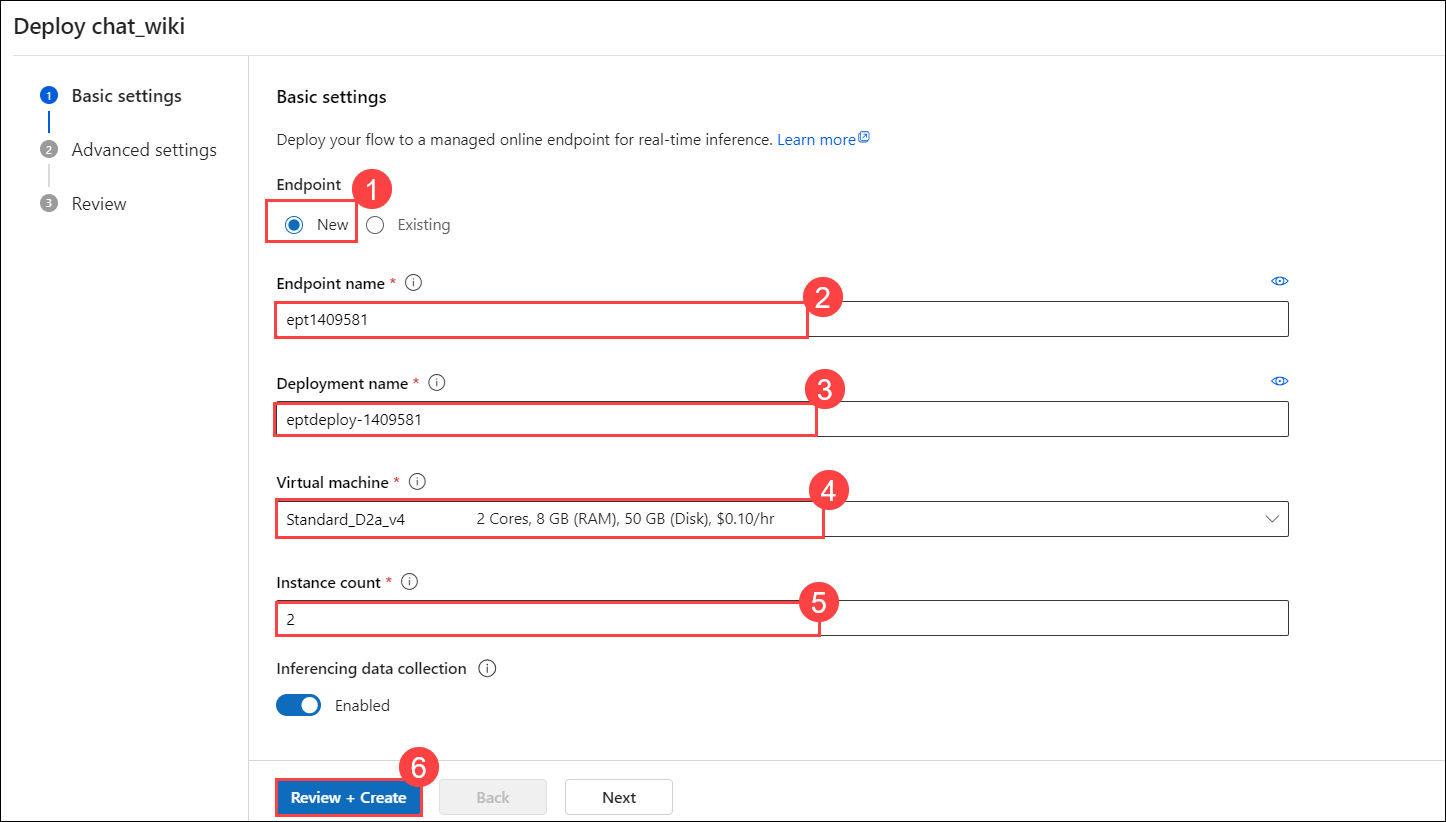 Deploy chat_wiki
1 Basic settings
2 Advanced settings
3 Review
Basic settings
Deploy your flow to a managed online endpoint for real-time inference. Learn more
Endpoint 1
New Existing
Endpoint name *
2
ept1409581
Deployment name *
3
eptdeploy-1409581
Virtual machine *
4
Standard_D2a_v4 2 Cores, 8 GB (RAM), 50 GB (Disk), $0.10/hr
Instance count *
5
2
Inferencing data collection
Enabled
6
Review + Create Back Next